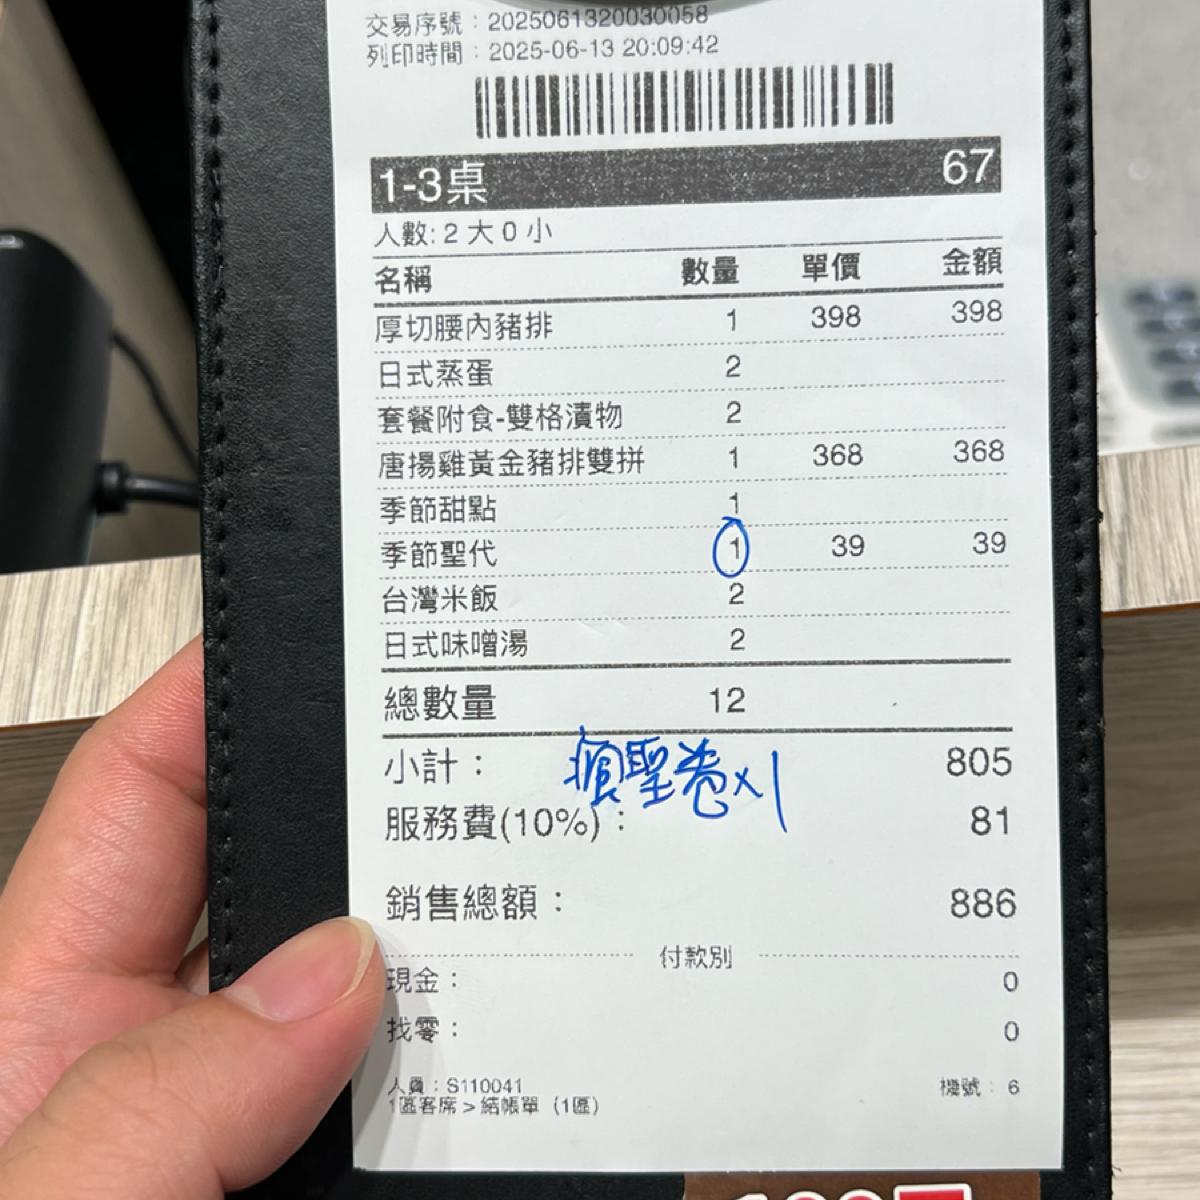 交易序號：2025061320030058
列印時間：2025-06-13 20:09:42
1-3桌 67
人數: 2 大 0 小
名稱 數量 單價 金額
厚切腰內豬排 1 398 398
日式蒸蛋 2
套餐附食-雙格漬物 2
唐揚雞黃金豬排雙拼 1 368 368
季節甜點 1
季節聖代 1 39 39
台灣米飯 2
日式味噌湯 2
總數量 12
小計： 805
聖卷x1
服務費(10%)： 81
銷售總額： 886
付款別
現金： 0
找零： 0
人員：S110041 機號：6
1區客席 > 結帳單 (1區)